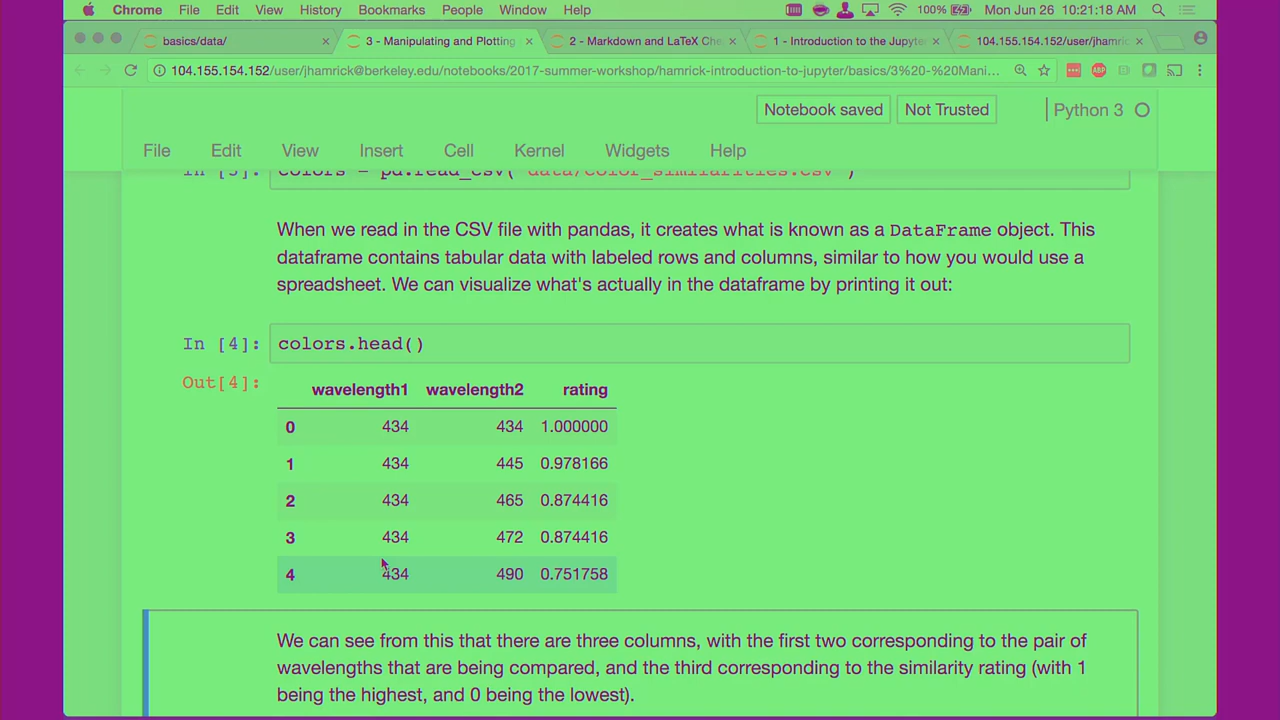 Chrome File Edit View History Bookmarks People Window Help 100% Mon Jun 26 10:21:18 AM
basics/data/ 3 - Manipulating and Plotting 2 - Markdown and LaTeX Che 1 - Introduction to the Jupyter 104.155.154.152/user/jhamric
104.155.154.152/user/jhamrick@berkeley.edu/notebooks/2017-summer-workshop/hamrick-introduction-to-jupyter/basics/3%20-%20Mani... ABP
Notebook saved Not Trusted Python 3
File Edit View Insert Cell Kernel Widgets Help
In [3]: colors = pd.read_csv("data/color_similarities.csv")
When we read in the CSV file with pandas, it creates what is known as a DataFrame object. This
dataframe contains tabular data with labeled rows and columns, similar to how you would use a
spreadsheet. We can visualize what's actually in the dataframe by printing it out:
In [4]: colors.head()
Out[4]:
wavelength1 wavelength2 rating
0 434 434 1.000000
1 434 445 0.978166
2 434 465 0.874416
3 434 472 0.874416
4 434 490 0.751758
We can see from this that there are three columns, with the first two corresponding to the pair of
wavelengths that are being compared, and the third corresponding to the similarity rating (with 1
being the highest, and 0 being the lowest).